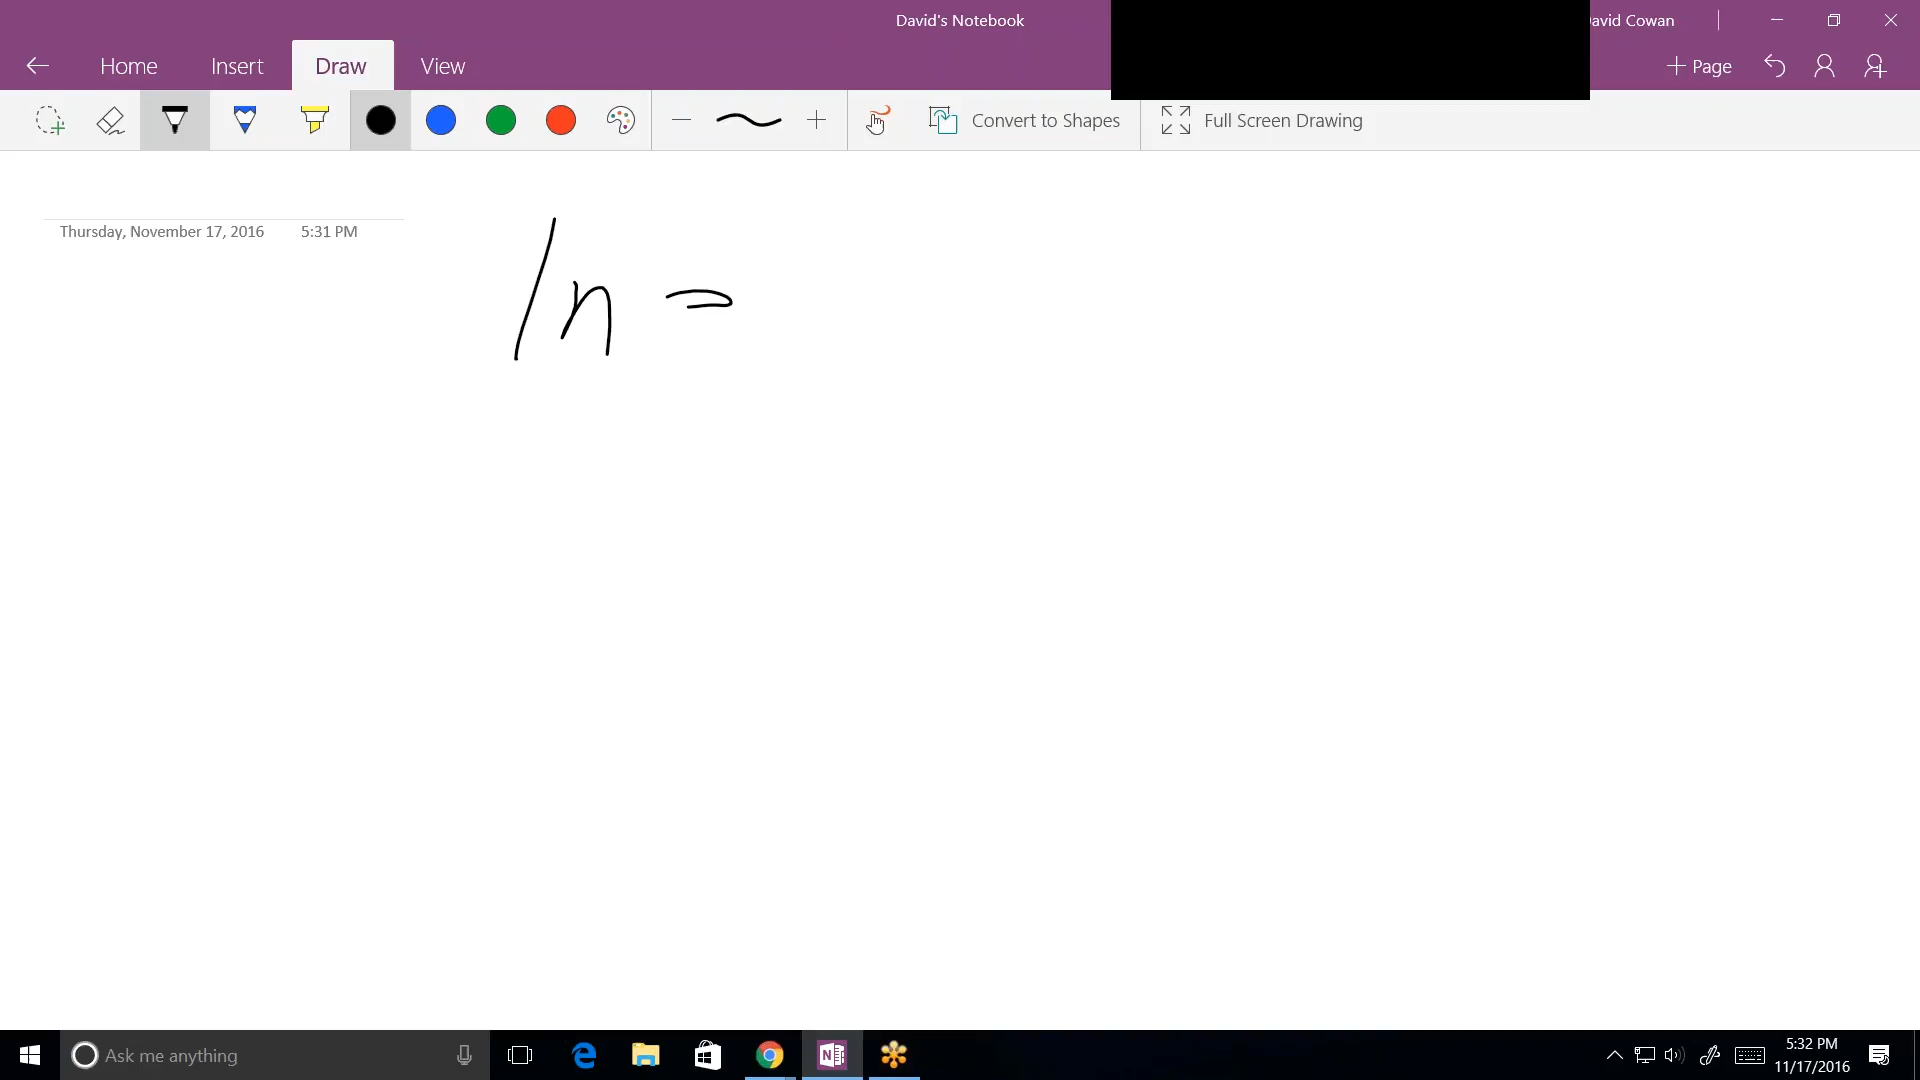 David's Notebook
avid Cowan
Home Insert Draw View
Page
Convert to Shapes
Full Screen Drawing
Thursday, November 17, 2016 5:31 PM
ln =
Ask me anything
5:32 PM
11/17/2016